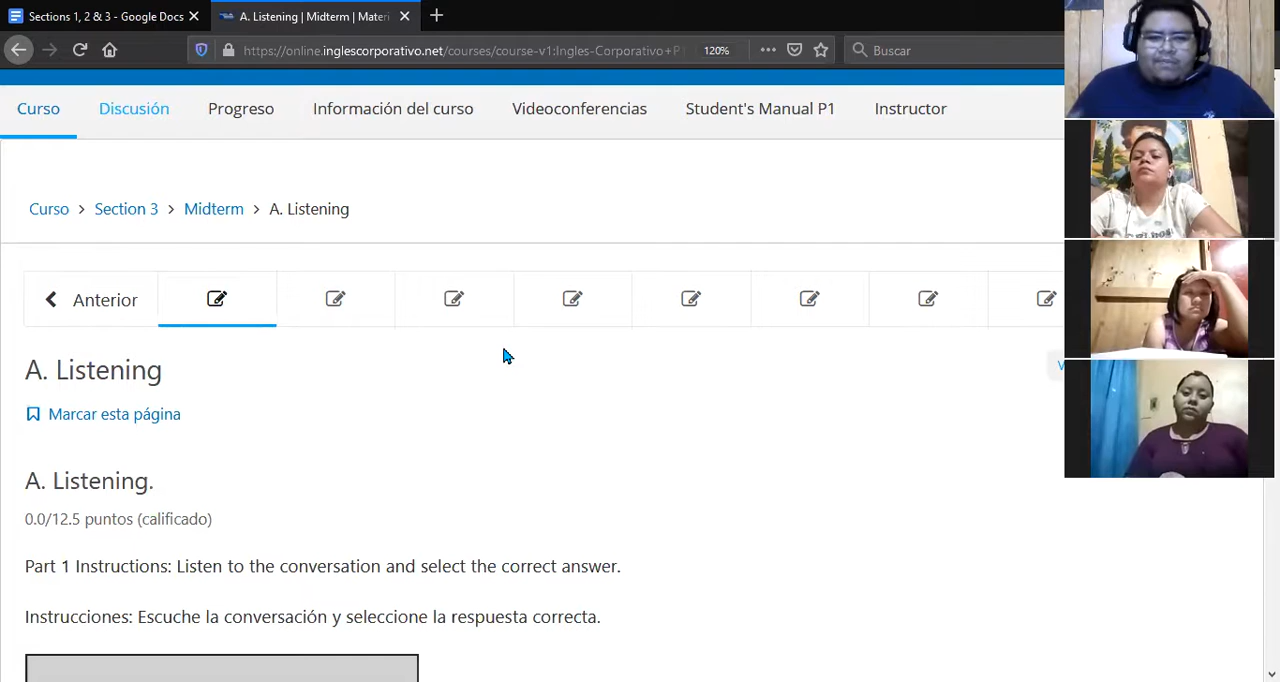 Sections 1, 2 & 3 - Google Docs
A. Listening | Midterm | Materi
https://online.inglescorporativo.net/courses/course-v1:Ingles-Corporativo+P
120%
Buscar
Curso
Discusión
Progreso
Información del curso
Videoconferencias
Student's Manual P1
Instructor
Curso > Section 3 > Midterm > A. Listening
Anterior
A. Listening
Marcar esta página
A. Listening.
0.0/12.5 puntos (calificado)
Part 1 Instructions: Listen to the conversation and select the correct answer.
Instrucciones: Escuche la conversación y seleccione la respuesta correcta.